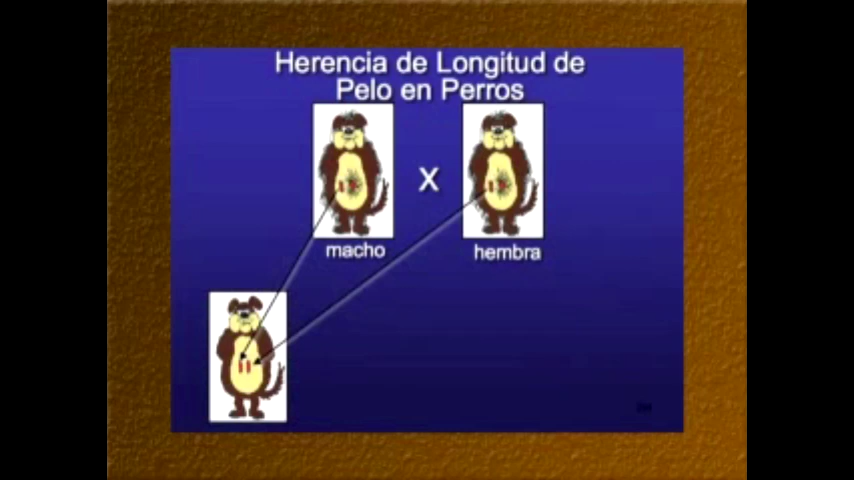 Herencia de Longitud de
Pelo en Perros
X
macho
hembra